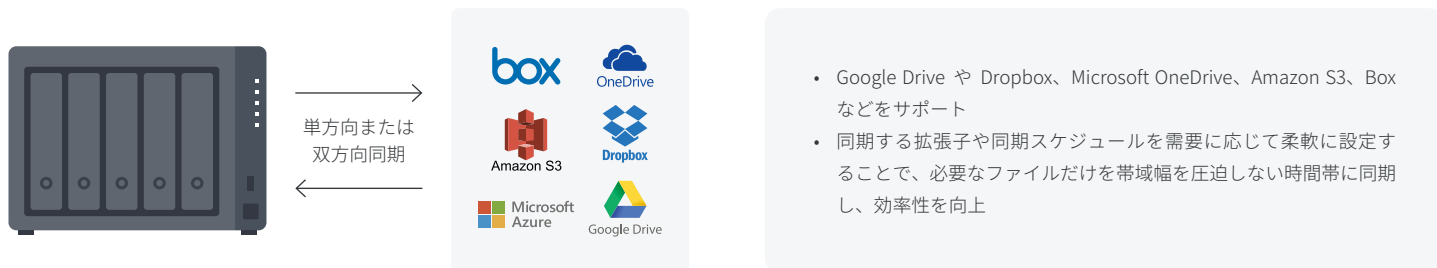 単方向または
双方向同期
box
OneDrive
Amazon S3
Dropbox
Microsoft
Azure
Google Drive
• Google Drive や Dropbox、Microsoft OneDrive、Amazon S3、Box
などをサポート
• 同期する拡張子や同期スケジュールを需要に応じて柔軟に設定す
ることで、必要なファイルだけを帯域幅を圧迫しない時間帯に同期
し、効率性を向上